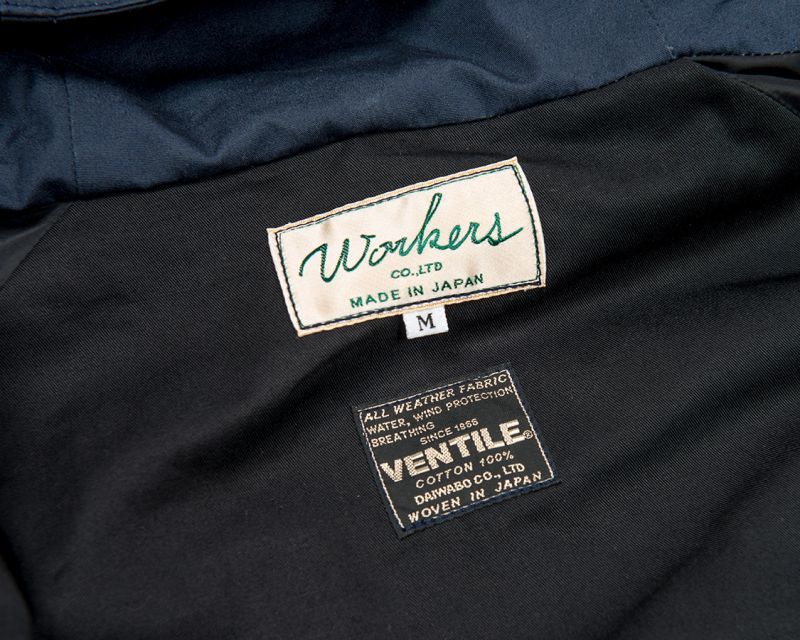 Workers
CO.,LTD
MADE IN JAPAN
M
ALL WEATHER FABRIC
WATER, WIND PROTECTION
BREATHING
SINCE 1966
VENTILE®
COTTON 100%
DAIWABO CO., LTD
WOVEN IN JAPAN